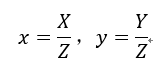 x = X/Z , y = Y/Z